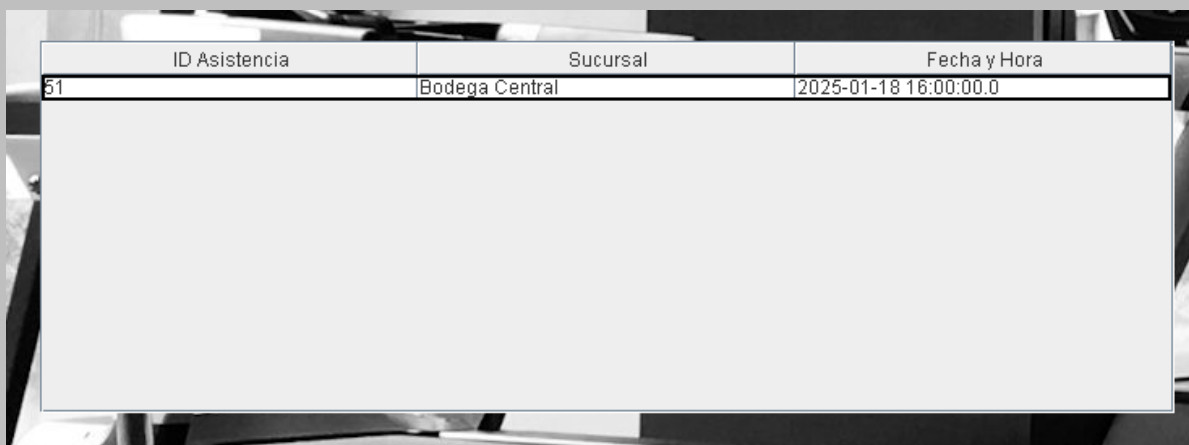 ID Asistencia Sucursal Fecha y Hora
51 Bodega Central 2025-01-18 16:00:00.0